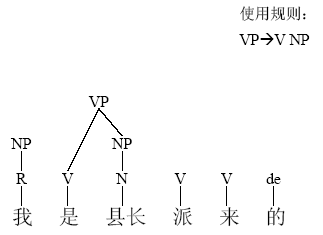 使用规则：
VP→V NP
VP
NP NP
R V N V V de
我 是 县长 派 来 的